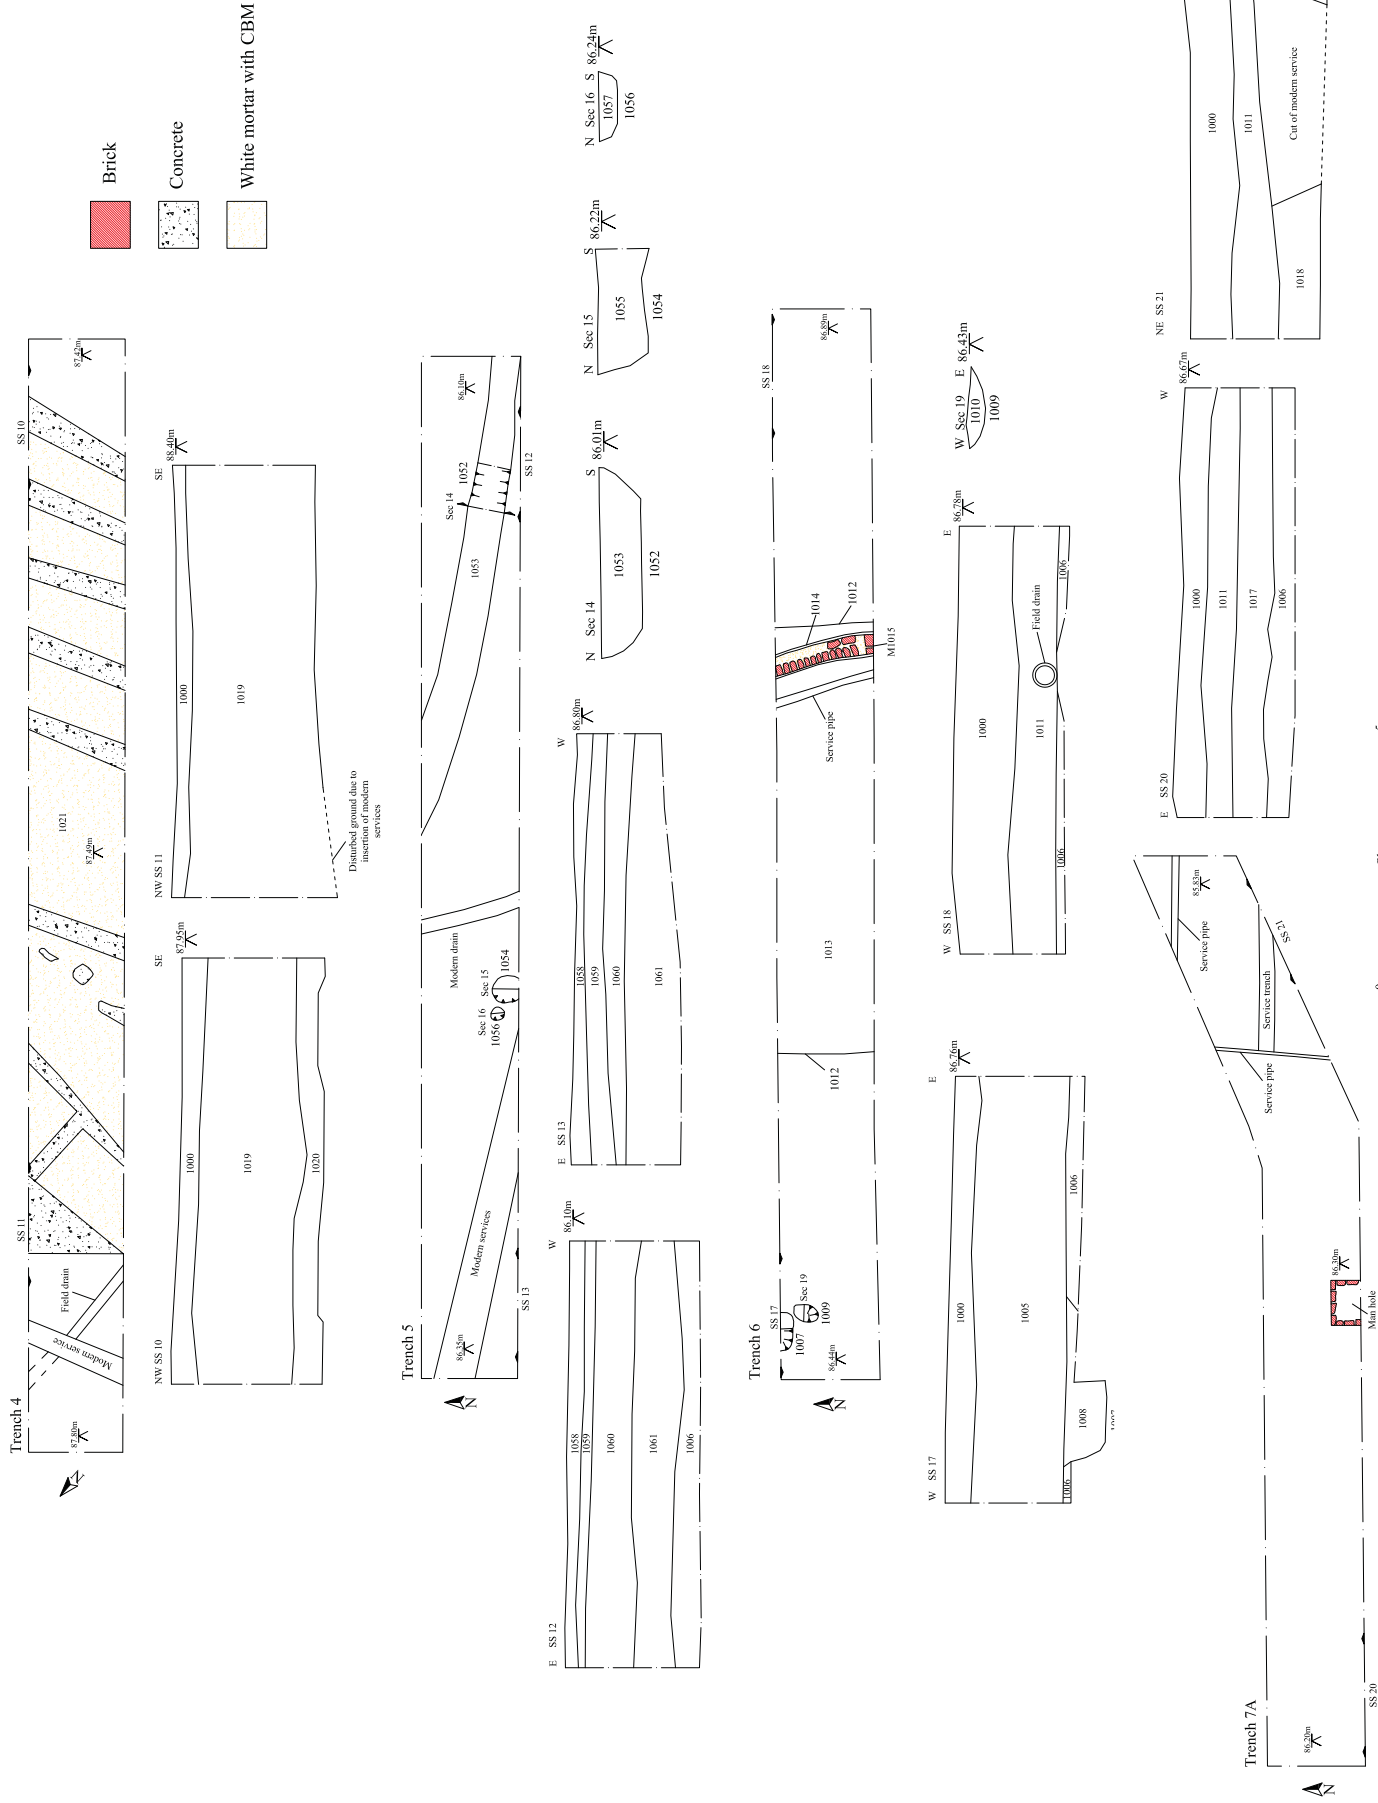 Brick
Concrete
White mortar with CBM
Trench 4
N
87.80m
Modern service
Field drain
SS 11
1021
87.49m
SS 10
87.42m
NW SS 10
SE
87.95m
1000
1019
1020
NW SS 11
SE
88.40m
1000
1019
Disturbed ground due to
insertion of modern
services
Trench 5
N
86.35m
Modern services
SS 13
Modern drain
Sec 16
1056
Sec 15
1054
1053
Sec 14
1052
SS 12
86.10m
E SS 12
W
86.10m
1058
1059
1060
1061
1006
E SS 13
W
86.80m
1058
1059
1060
1061
N Sec 14
S
86.01m
1053
1052
N Sec 15
S
86.22m
1055
1054
N Sec 16 S
86.24m
1057
1056
Trench 6
N
86.44m
SS 17
1007
Sec 19
1009
1012
1013
Service pipe
1014
1012
M1015
SS 18
86.89m
W SS 17
E
86.76m
1000
1005
1006
1006
1008
1007
W SS 18
E
86.78m
1000
1011
Field drain
1006
1006
W Sec 19 E
86.43m
1010
1009
Trench 7A
N
86.20m
SS 20
Man hole
86.30m
Service pipe
Service trench
Service pipe
SS 21
85.83m
E SS 20
W
86.67m
1000
1011
1017
1006
NE SS 21
1000
1011
1018
Cut of modern service